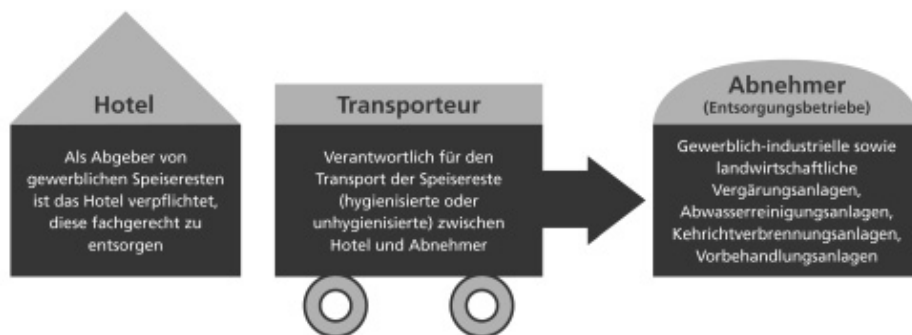 Hotel
Als Abgeber von
gewerblichen Speiseresten
ist das Hotel verpflichtet,
diese fachgerecht zu
entsorgen
Transporteur
Verantwortlich für den
Transport der Speisereste
(hygienisierte oder
unhygienisierte) zwischen
Hotel und Abnehmer
Abnehmer
(Entsorgungsbetriebe)
Gewerblich-industrielle sowie
landwirtschaftliche
Vergärungsanlagen,
Abwasserreinigungsanlagen,
Kehrichtverbrennungsanlagen,
Vorbehandlungsanlagen